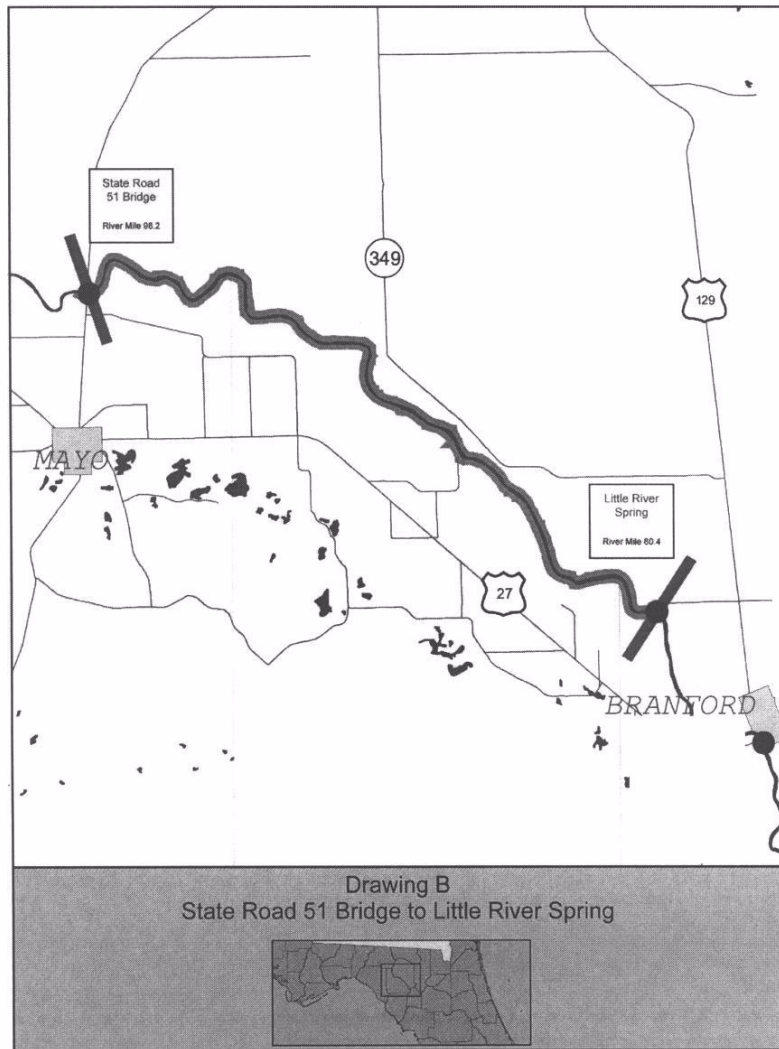 State Road
51 Bridge
River Mile 98.2
349
129
MAYO
Little River
Spring
River Mile 80.4
27
BRANFORD
Drawing B
State Road 51 Bridge to Little River Spring